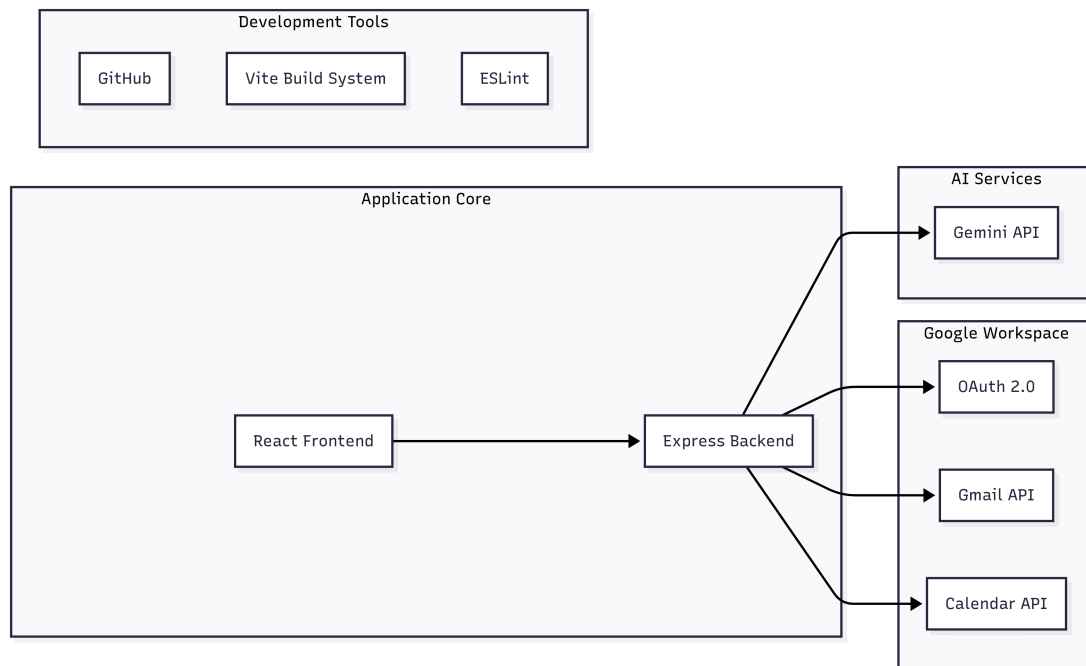 Development Tools
GitHub
Vite Build System
ESLint
Application Core
React Frontend
Express Backend
AI Services
Gemini API
Google Workspace
OAuth 2.0
Gmail API
Calendar API